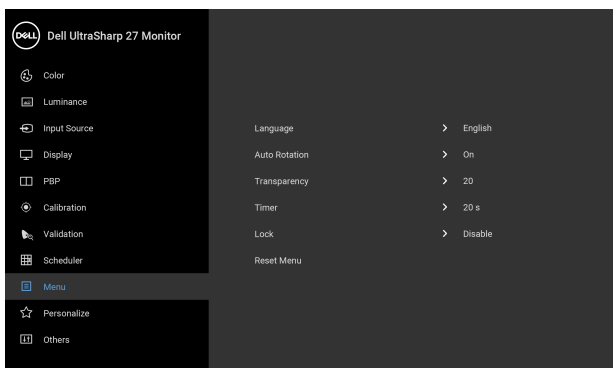 DELL Dell UltraSharp 27 Monitor
Color
Luminance
Input Source Language English
Display Auto Rotation On
PBP Transparency 20
Calibration Timer 20 s
Validation Lock Disable
Scheduler Reset Menu
Menu
Personalize
Others